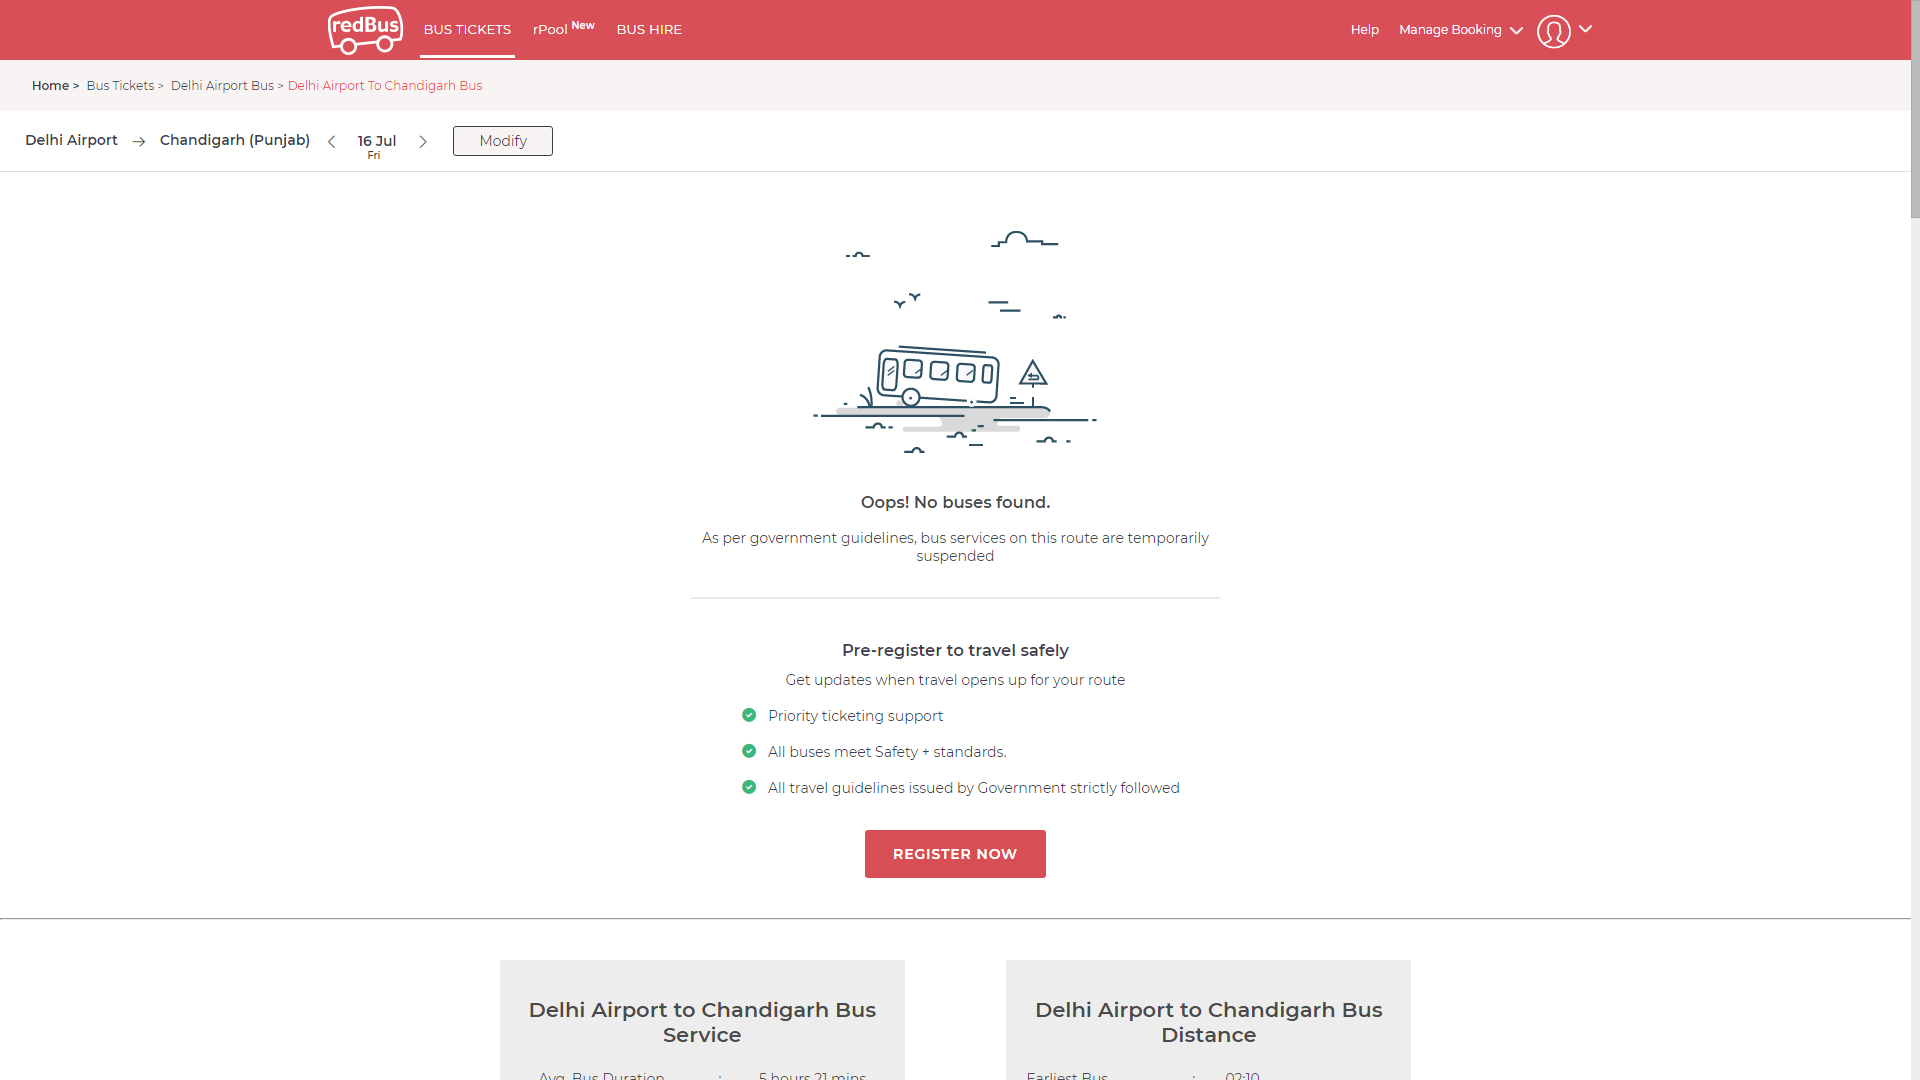 redBus
BUS TICKETS
rPool New
BUS HIRE
Help
Manage Booking
Home > Bus Tickets > Delhi Airport Bus > Delhi Airport To Chandigarh Bus
Delhi Airport → Chandigarh (Punjab) < 16 Jul >
Fri
Modify
Oops! No buses found.
As per government guidelines, bus services on this route are temporarily
suspended
Pre-register to travel safely
Get updates when travel opens up for your route
Priority ticketing support
All buses meet Safety + standards.
All travel guidelines issued by Government strictly followed
REGISTER NOW
Delhi Airport to Chandigarh Bus
Service
Avg. Bus Duration : 5 hours 21 mins
Delhi Airport to Chandigarh Bus
Distance
Earliest Bus : 02:10